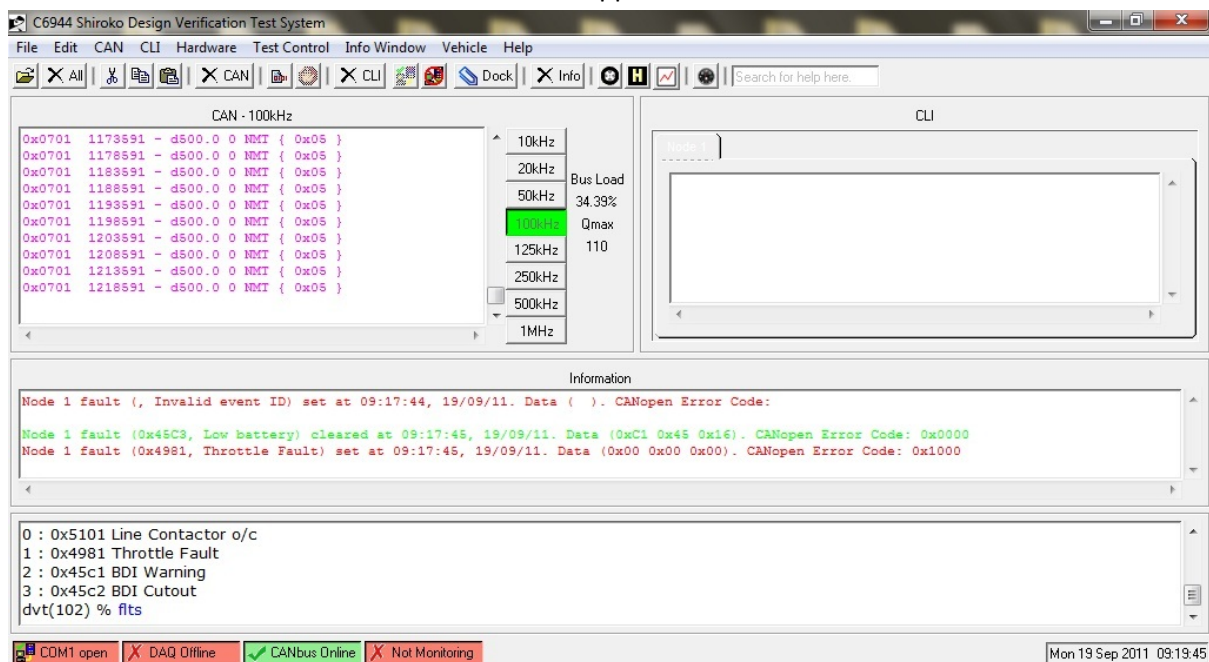 C6944 Shiroko Design Verification Test System
File Edit CAN CLI Hardware Test Control Info Window Vehicle Help
All CAN CLI Dock Info H Search for help here.
CAN - 100kHz
0x0701 1173591 - d500.0 0 NMT { 0x05 }
0x0701 1178591 - d500.0 0 NMT { 0x05 }
0x0701 1183591 - d500.0 0 NMT { 0x05 }
0x0701 1188591 - d500.0 0 NMT { 0x05 }
0x0701 1193591 - d500.0 0 NMT { 0x05 }
0x0701 1198591 - d500.0 0 NMT { 0x05 }
0x0701 1203591 - d500.0 0 NMT { 0x05 }
0x0701 1208591 - d500.0 0 NMT { 0x05 }
0x0701 1213591 - d500.0 0 NMT { 0x05 }
0x0701 1218591 - d500.0 0 NMT { 0x05 }
10kHz
20kHz
50kHz
100kHz
125kHz
250kHz
500kHz
1MHz
Bus Load
34.39%
Qmax
110
CLI
Node 1
Information
Node 1 fault (, Invalid event ID) set at 09:17:44, 19/09/11. Data ( ). CANopen Error Code:
Node 1 fault (0x45C3, Low battery) cleared at 09:17:45, 19/09/11. Data (0xC1 0x45 0x16). CANopen Error Code: 0x0000
Node 1 fault (0x4981, Throttle Fault) set at 09:17:45, 19/09/11. Data (0x00 0x00 0x00). CANopen Error Code: 0x1000
0 : 0x5101 Line Contactor o/c
1 : 0x4981 Throttle Fault
2 : 0x45c1 BDI Warning
3 : 0x45c2 BDI Cutout
dvt(102) % flts
COM1 open DAQ Offline CANbus Online Not Monitoring
Mon 19 Sep 2011 09:19:45